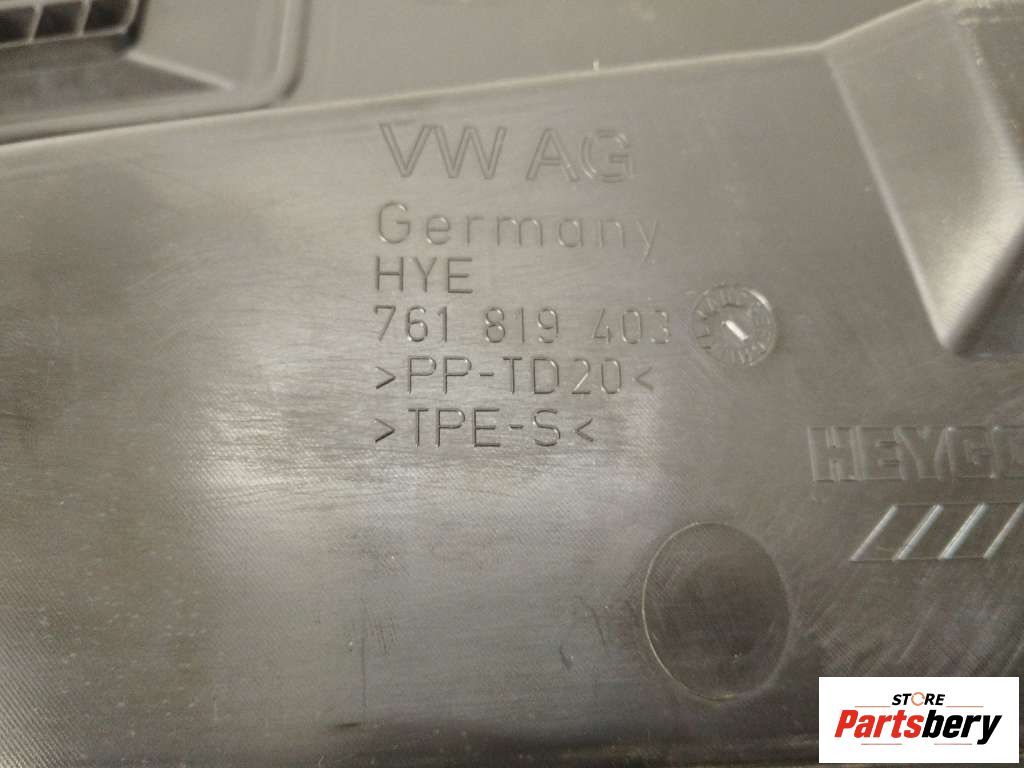 VW AG
Germany
HYE
761 819 403
>PP-TD20<
>TPE-S<
STORE
Partsbery